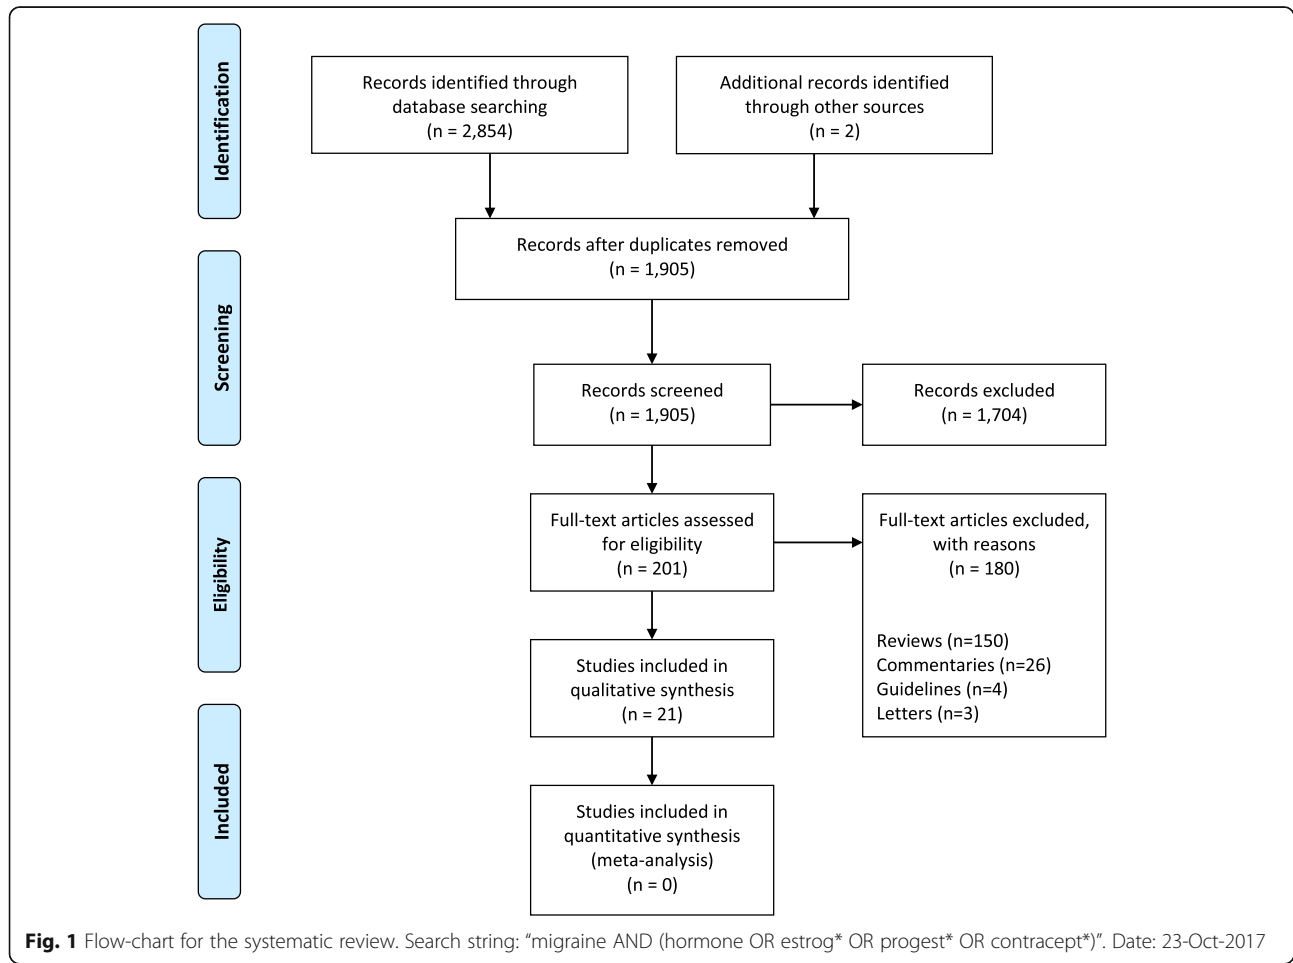 Identification
Records identified through
database searching
(n = 2,854)
Additional records identified
through other sources
(n = 2)
Records after duplicates removed
(n = 1,905)
Screening
Records screened
(n = 1,905)
Records excluded
(n = 1,704)
Eligibility
Full-text articles assessed
for eligibility
(n = 201)
Full-text articles excluded,
with reasons
(n = 180)
Reviews (n=150)
Commentaries (n=26)
Guidelines (n=4)
Letters (n=3)
Studies included in
qualitative synthesis
(n = 21)
Included
Studies included in
quantitative synthesis
(meta-analysis)
(n = 0)
Fig. 1 Flow-chart for the systematic review. Search string: “migraine AND (hormone OR estrog* OR progest* OR contracept*)”. Date: 23-Oct-2017